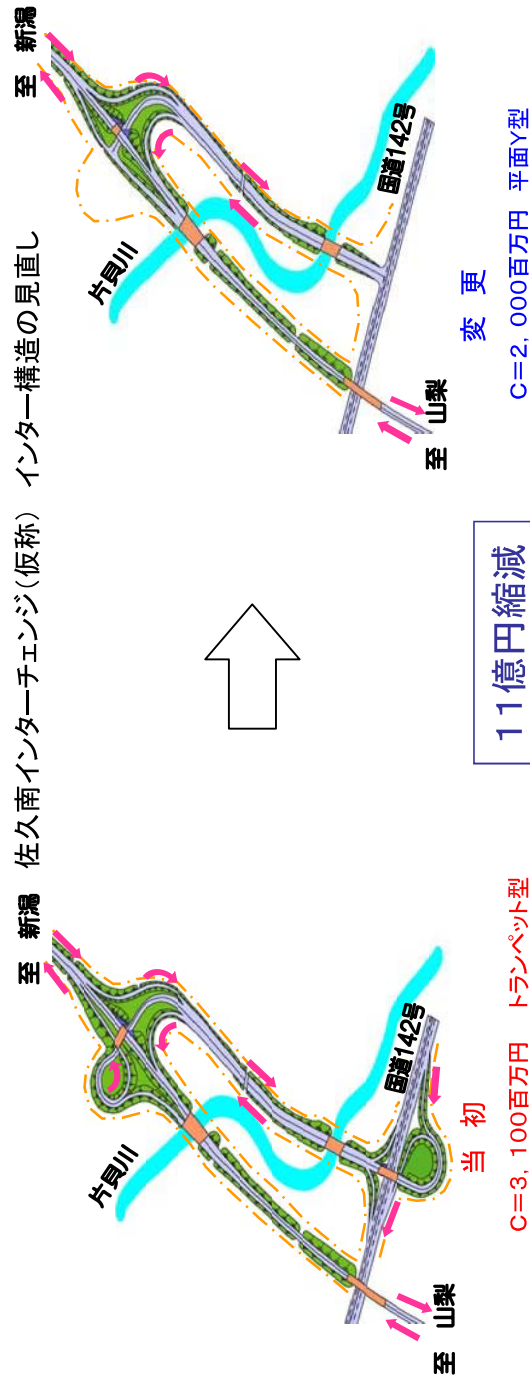 佐久南インターチェンジ(仮称) インター構造の見直し
至 新潟
片貝川
国道142号
至 山梨
当 初
C=3,100百万円 トランペット型
至 新潟
片貝川
国道142号
至 山梨
変 更
C=2,000百万円 平面Y型
11億円縮減